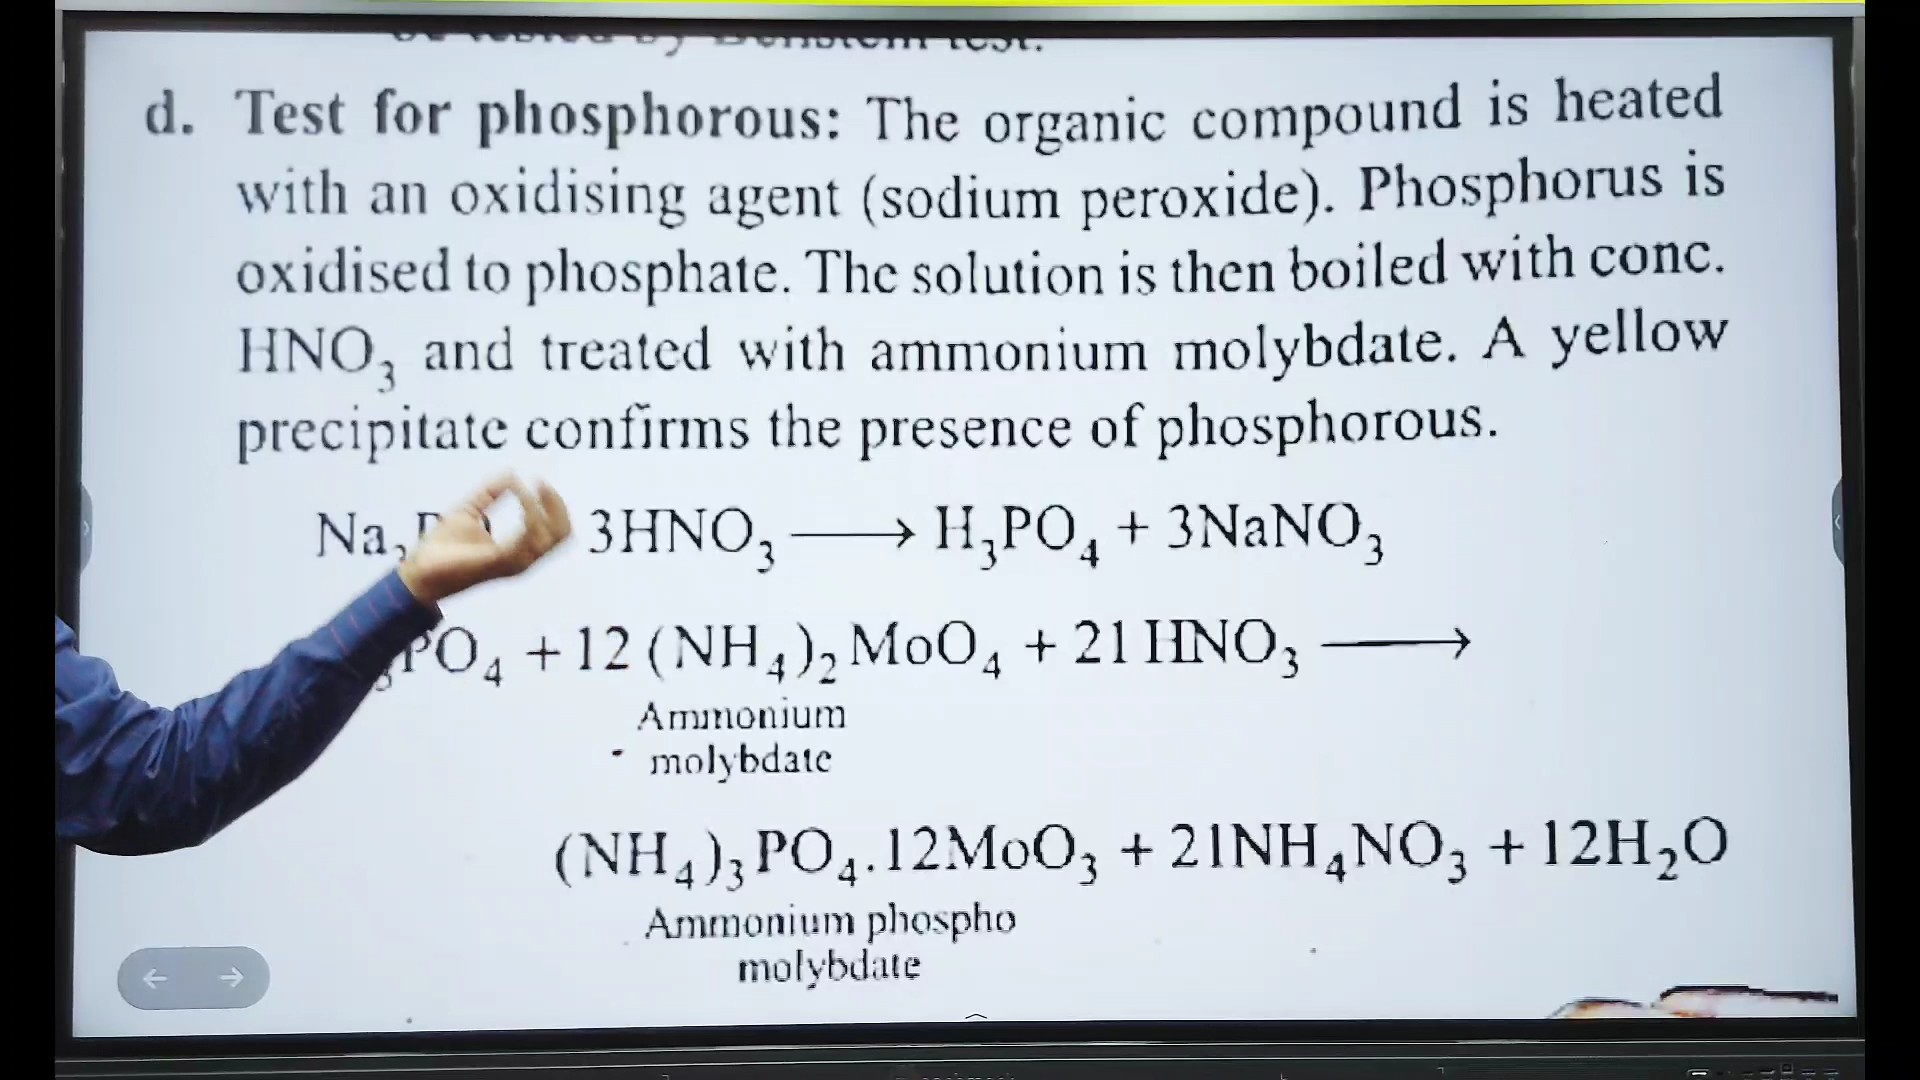 d. Test for phosphorous: The organic compound is heated
with an oxidising agent (sodium peroxide). Phosphorus is
oxidised to phosphate. The solution is then boiled with conc.
HNO₃ and treated with ammonium molybdate. A yellow
precipitate confirms the presence of phosphorous.
3HNO₃ ⟶ H₃PO₄ + 3NaNO₃
PO₄ + 12 (NH₄)₂ MoO₄ + 21 HNO₃ ⟶
Ammonium
molybdate
(NH₄)₃ PO₄.12MoO₃ + 21NH₄NO₃ + 12H₂O
Ammonium phospho
molybdate